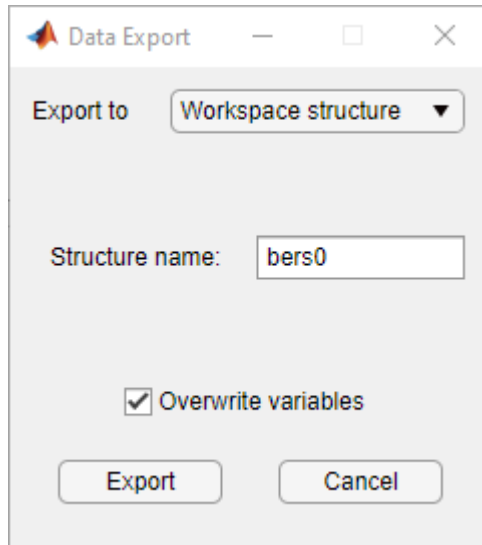 Data Export
Export to Workspace structure
Structure name: bers0
Overwrite variables
Export Cancel